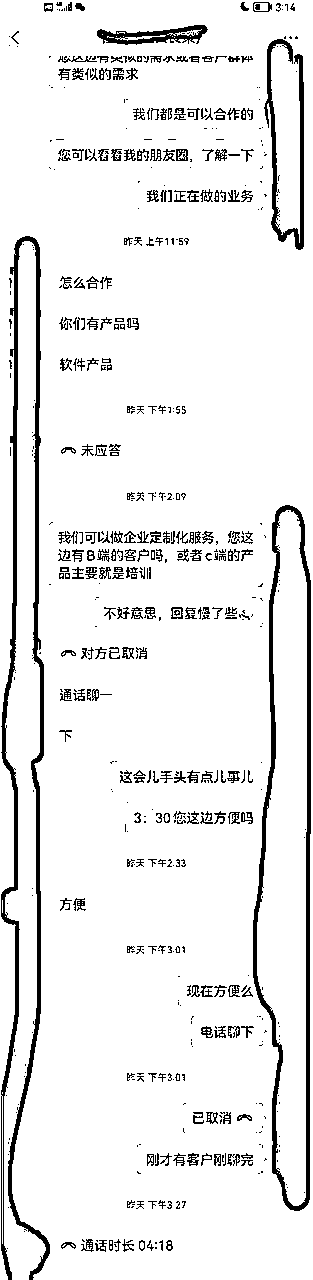 3:14
有类似的需求
我们都是可以合作的
您可以看看我的朋友圈，了解一下
我们正在做的业务
昨天 上午11:59
怎么合作
你们有产品吗
软件产品
昨天 下午1:55
未应答
昨天 下午2:09
我们可以做企业定制化服务，您这
边有B端的客户吗，或者c端的产
品主要就是培训
不好意思，回复慢了些
对方已取消
通话聊一
下
这会儿手头有点儿事儿
3：30您这边方便吗
昨天 下午2:33
方便
昨天 下午3:01
现在方便么
电话聊下
昨天 下午3:01
已取消
刚才有客户刚聊完
昨天 下午3:27
通话时长 04:18